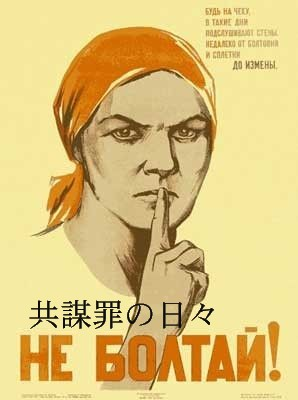 БУДЬ НА ЧЕКУ,
В ТАКИЕ ДНИ
ПОДСЛУШИВАЮТ СТЕНЫ.
НЕДАЛЕКО ОТ БОЛТОВНИ
И СПЛЕТНИ
ДО ИЗМЕНЫ.
共謀罪の日々
НЕ БОЛТАЙ!